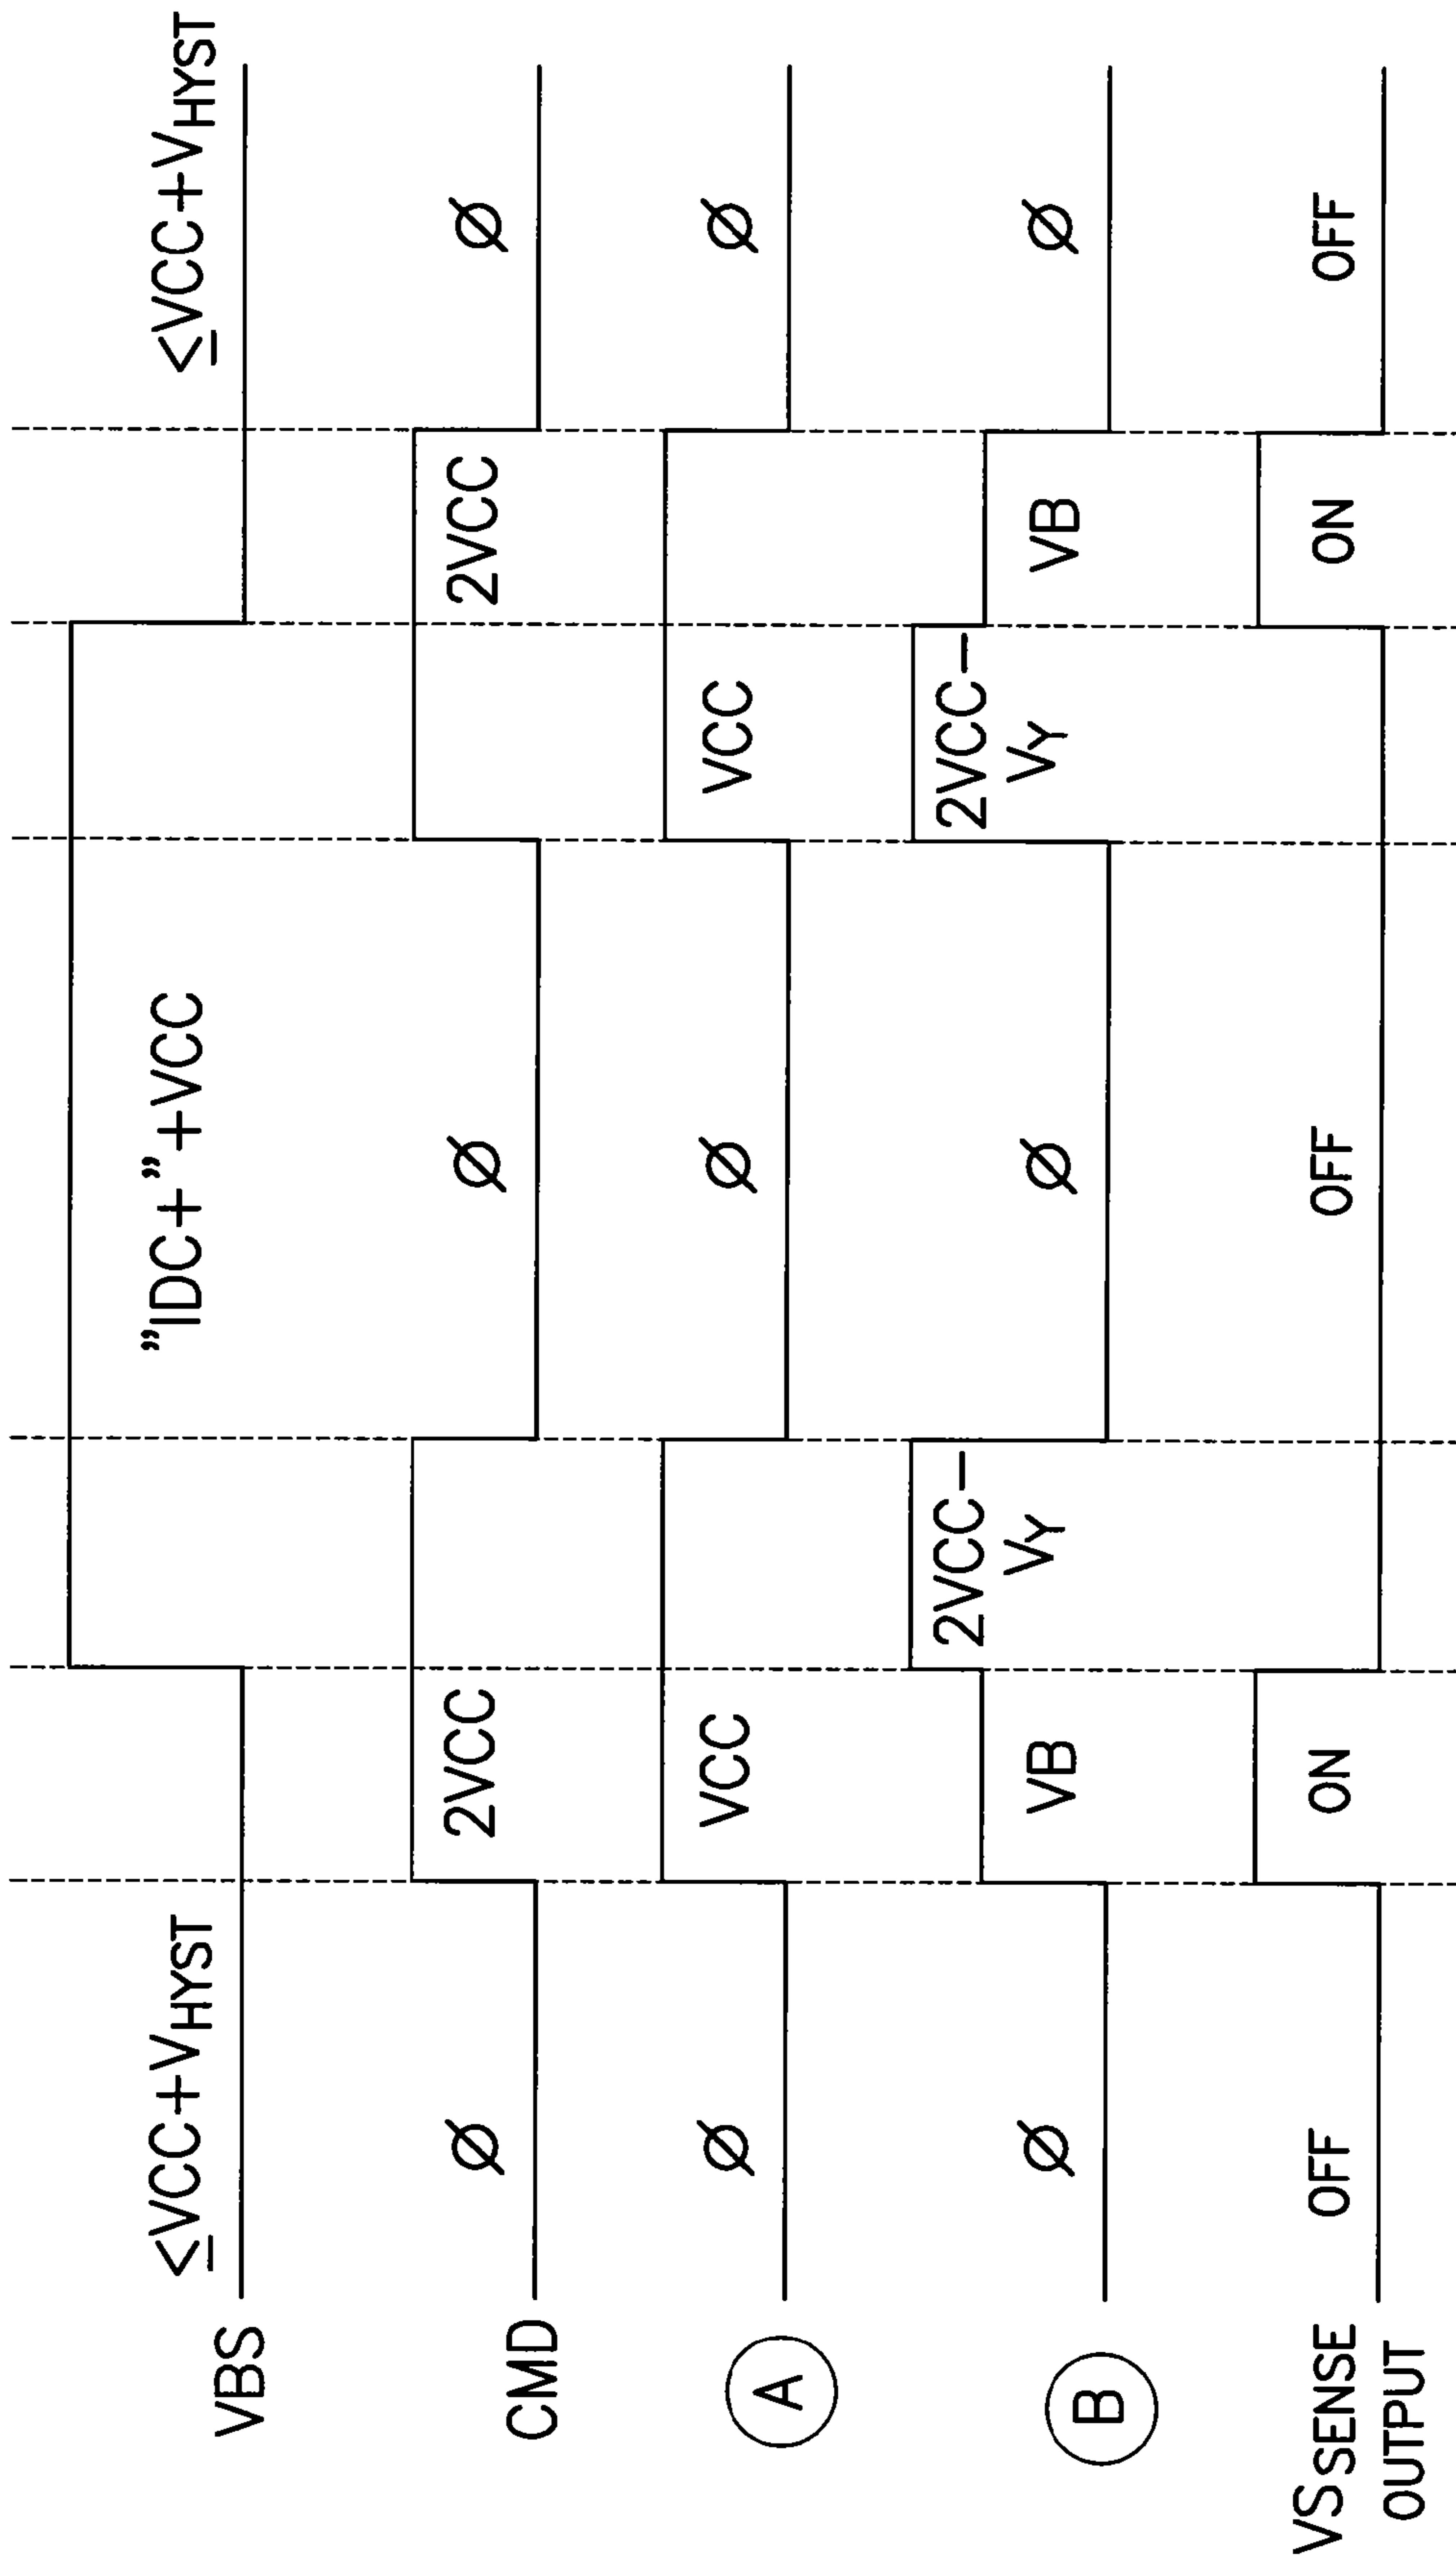 VBS ≤VCC+VHYST "IDC+"+VCC ≤VCC+VHYST
CMD Ø 2VCC Ø 2VCC Ø
A Ø VCC Ø VCC Ø
B Ø VB 2VCC– Ø 2VCC– VB Ø
VY VY
VS SENSE OFF ON OFF ON OFF
OUTPUT